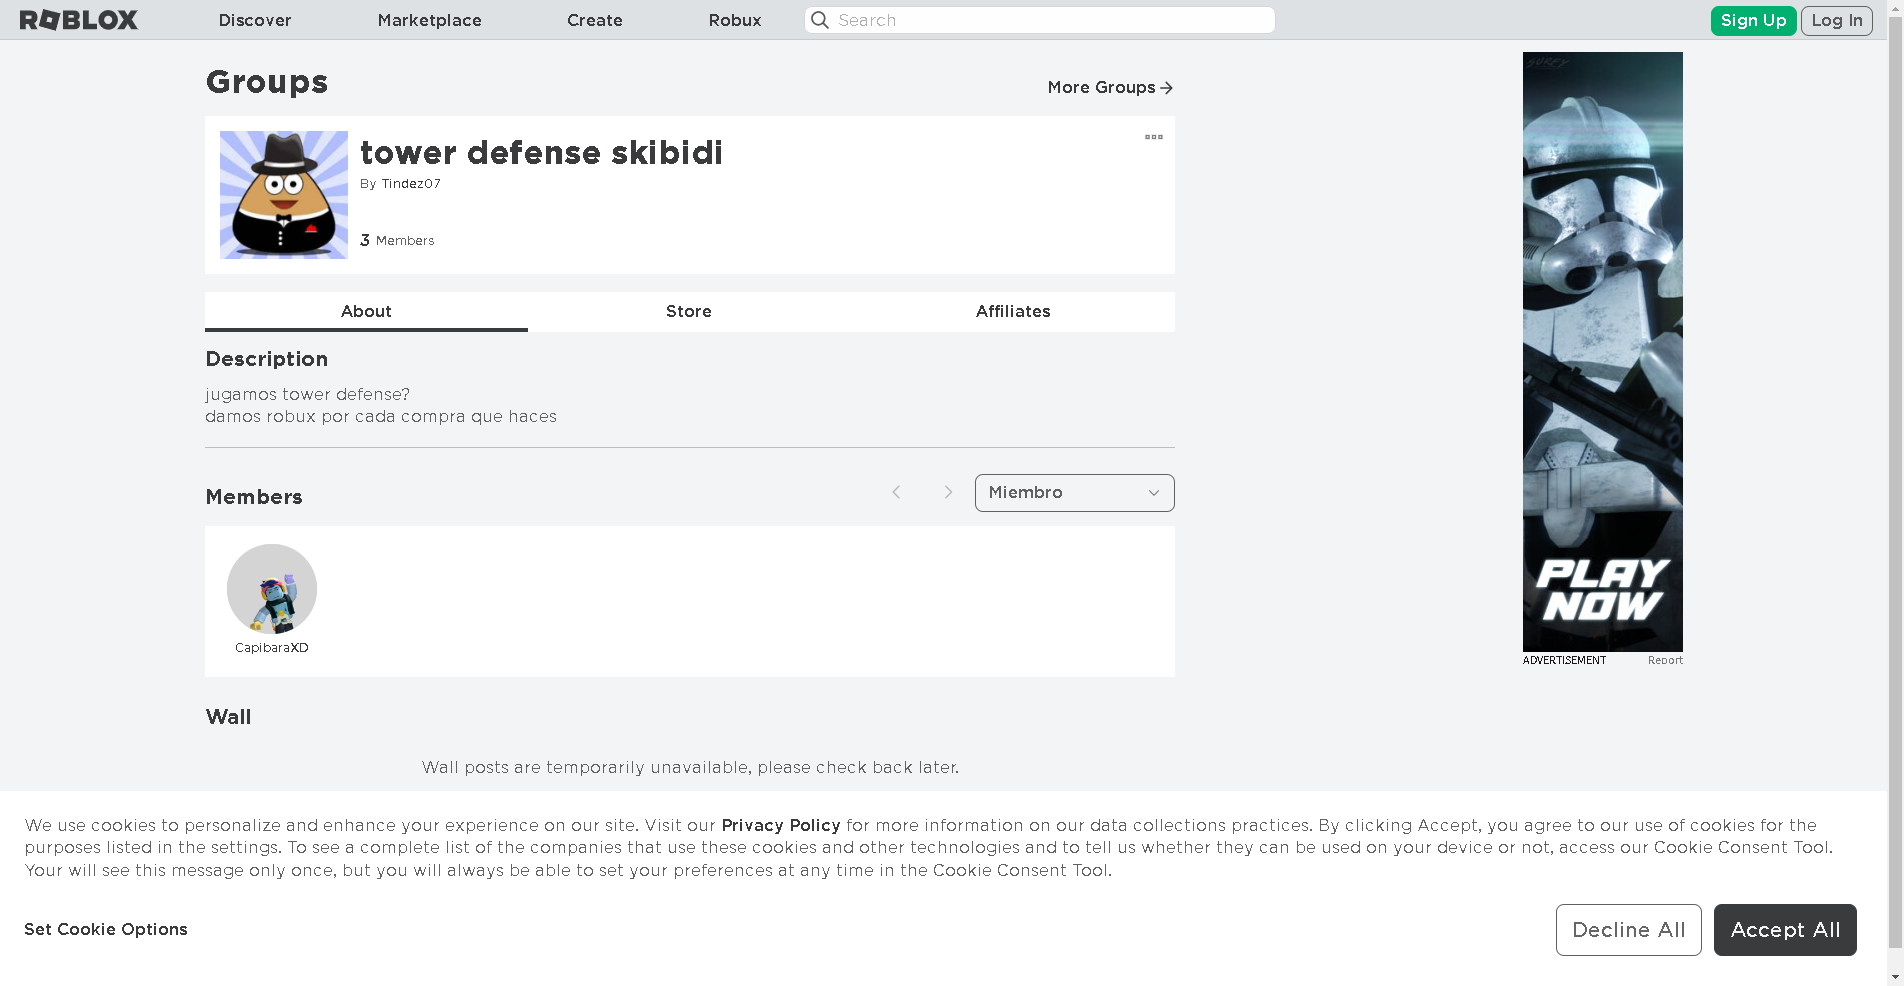 ROBLOX
Discover
Marketplace
Create
Robux
Search
Sign Up
Log In
Groups
More Groups
tower defense skibidi
By Tindez07
3 Members
About
Store
Affiliates
Description
jugamos tower defense?
damos robux por cada compra que haces
Members
Miembro
CapibaraXD
Wall
Wall posts are temporarily unavailable, please check back later.
PLAY
NOW
ADVERTISEMENT
Report
We use cookies to personalize and enhance your experience on our site. Visit our Privacy Policy for more information on our data collections practices. By clicking Accept, you agree to our use of cookies for the
purposes listed in the settings. To see a complete list of the companies that use these cookies and other technologies and to tell us whether they can be used on your device or not, access our Cookie Consent Tool.
Your will see this message only once, but you will always be able to set your preferences at any time in the Cookie Consent Tool.
Set Cookie Options
Decline All
Accept All